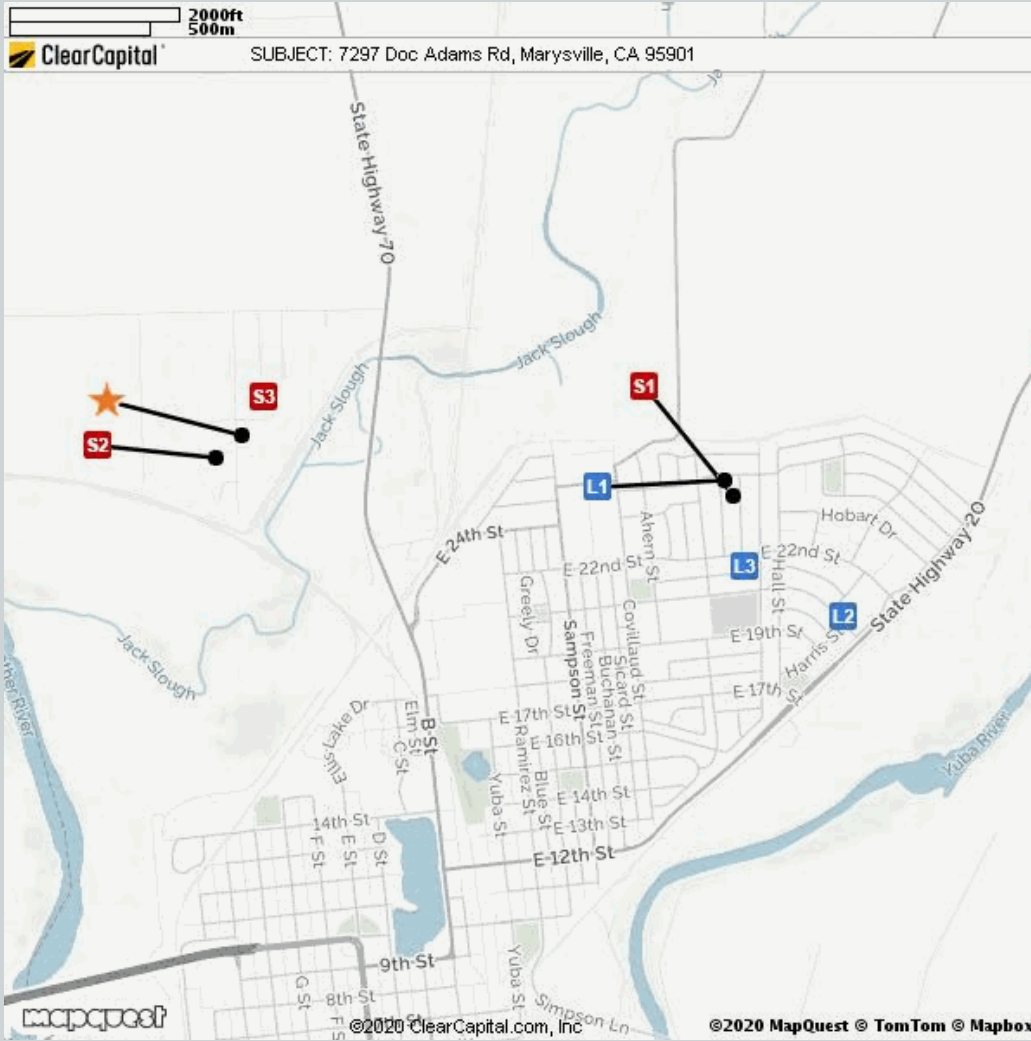 2000ft
500m
ClearCapital
SUBJECT: 7297 Doc Adams Rd, Marysville, CA 95901
State Highway 70
Jack Slough
Jack Slough
S3
S1
S2
L1
E 24th St
Ahern St
Hobart Dr
State Highway 20
E 22nd St
E 22nd St
L3
Hall St
L2
Greely Dr
Sampson St
Freeman St
Buchanan St
Sicard St
Covillaud St
E 19th St
Harris St
E 17th St
Jack Slough
River
Ellis Lake Dr
Elm St
C St
B St
E 17th St
E 16th St
Ramirez St
Blue St
Yuba St
E 14th St
E 13th St
E 12th St
Yuba River
14th St
F St
E St
D St
9th St
8th St
G St
Yuba St
Simpson Ln
mapquest
©2020 ClearCapital.com, Inc
©2020 MapQuest © TomTom © Mapbox